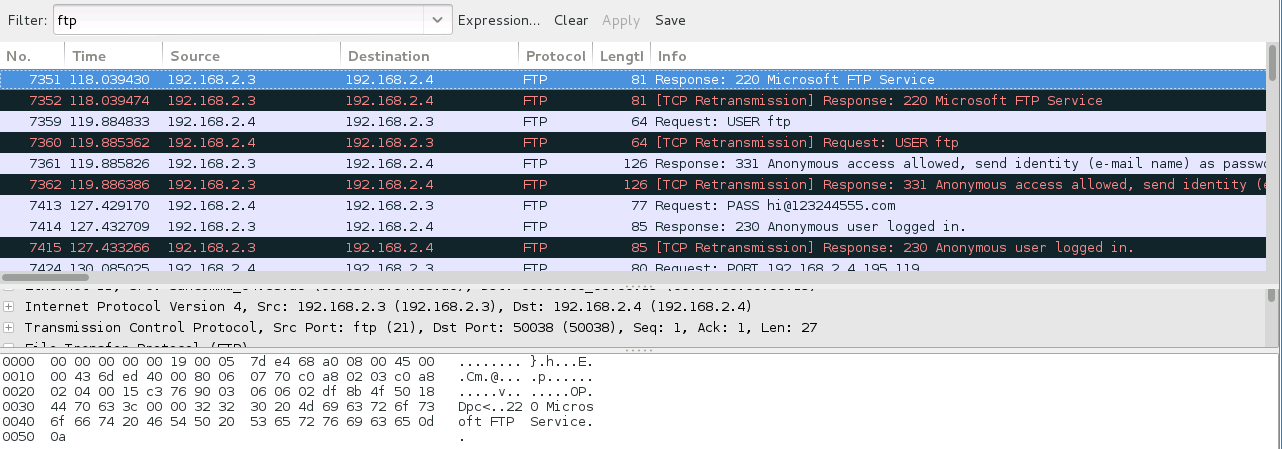 Filter: ftp Expression... Clear Apply Save
No. Time Source Destination Protocol Lengtl Info
7351 118.039430 192.168.2.3 192.168.2.4 FTP 81 Response: 220 Microsoft FTP Service
7352 118.039474 192.168.2.3 192.168.2.4 FTP 81 [TCP Retransmission] Response: 220 Microsoft FTP Service
7359 119.884833 192.168.2.4 192.168.2.3 FTP 64 Request: USER ftp
7360 119.885362 192.168.2.4 192.168.2.3 FTP 64 [TCP Retransmission] Request: USER ftp
7361 119.885826 192.168.2.3 192.168.2.4 FTP 126 Response: 331 Anonymous access allowed, send identity (e-mail name) as passwo
7362 119.886386 192.168.2.3 192.168.2.4 FTP 126 [TCP Retransmission] Response: 331 Anonymous access allowed, send identity (e
7413 127.429170 192.168.2.4 192.168.2.3 FTP 77 Request: PASS hi@123244555.com
7414 127.432709 192.168.2.3 192.168.2.4 FTP 85 Response: 230 Anonymous user logged in.
7415 127.433266 192.168.2.3 192.168.2.4 FTP 85 [TCP Retransmission] Response: 230 Anonymous user logged in.
7424 130.085025 192.168.2.4 192.168.2.3 FTP 80 Request: PORT 192,168,2,4,195,119
Internet Protocol Version 4, Src: 192.168.2.3 (192.168.2.3), Dst: 192.168.2.4 (192.168.2.4)
Transmission Control Protocol, Src Port: ftp (21), Dst Port: 50038 (50038), Seq: 1, Ack: 1, Len: 27
File Transfer Protocol (FTP)
0000 00 00 00 00 00 19 00 05 7d e4 68 a0 08 00 45 00 ........ }.h...E.
0010 00 43 6d ed 40 00 80 06 07 70 c0 a8 02 03 c0 a8 .Cm.@... .p......
0020 02 04 00 15 c3 76 90 03 06 06 02 df 8b 4f 50 18 .....v.. .....OP.
0030 44 70 63 3c 00 00 32 32 30 20 4d 69 63 72 6f 73 Dpc<..22 0 Micros
0040 6f 66 74 20 46 54 50 20 53 65 72 76 69 63 65 0d oft FTP Service.
0050 0a .